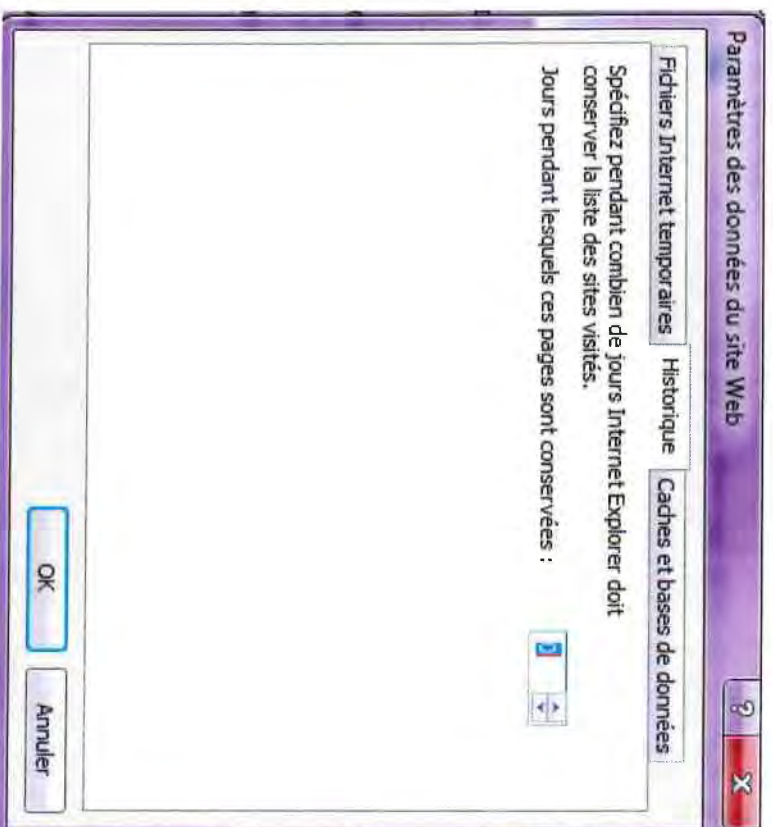 Paramètres des données du site Web
? X
Fichiers Internet temporaires Historique Caches et bases de données
Spécifiez pendant combien de jours Internet Explorer doit
conserver la liste des sites visités.
Jours pendant lesquels ces pages sont conservées :
OK Annuler